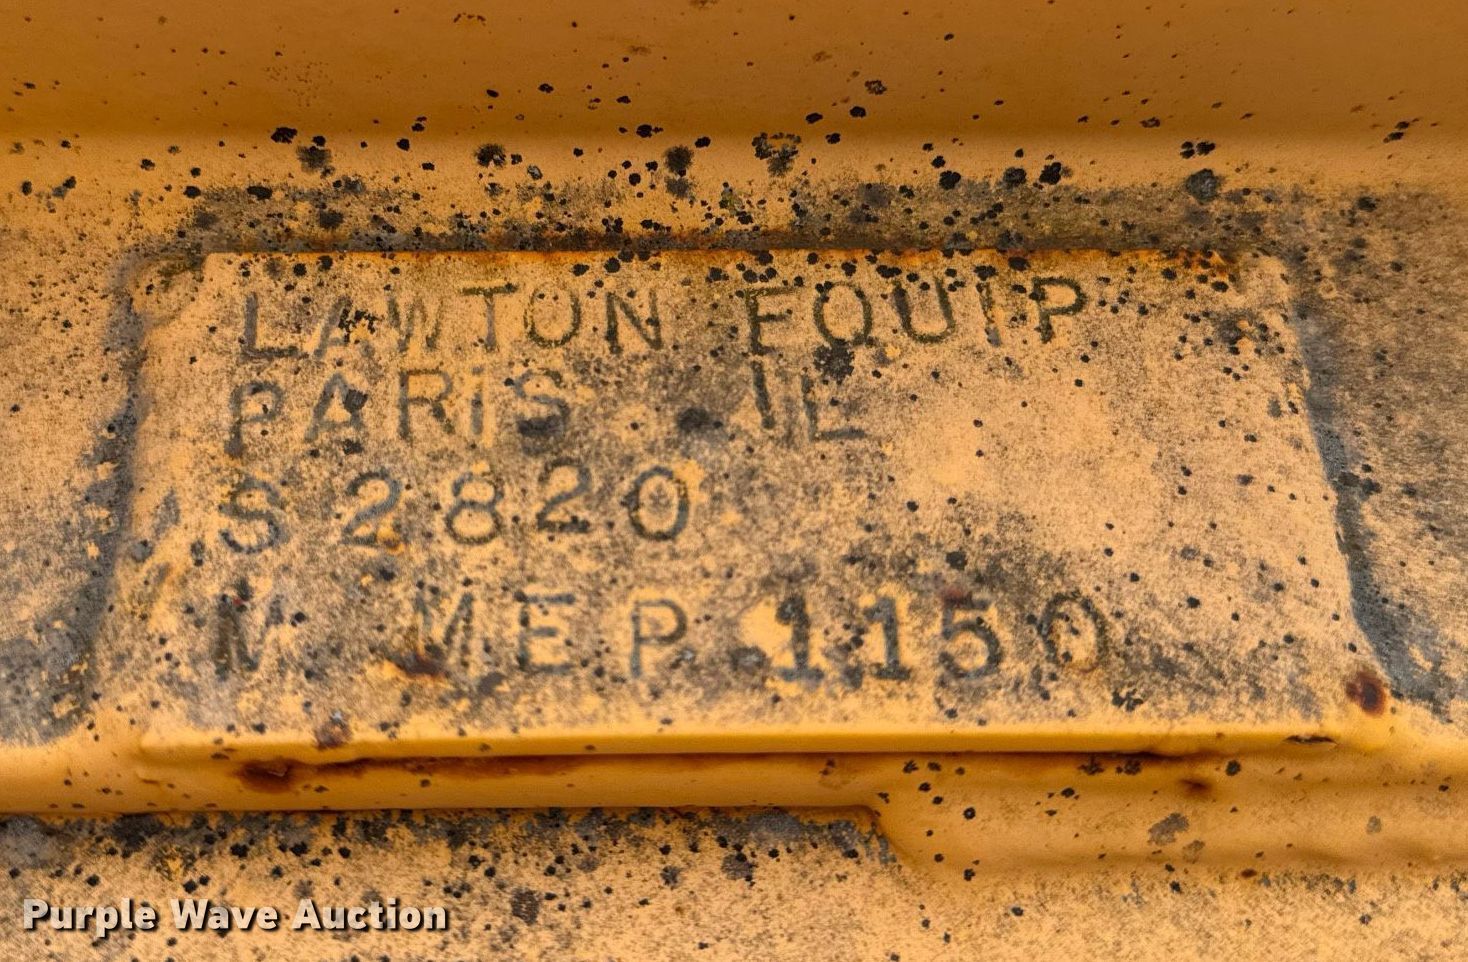 LAWTON EQUIP
PARIS IL
S 2820
M MEP 1150
Purple Wave Auction